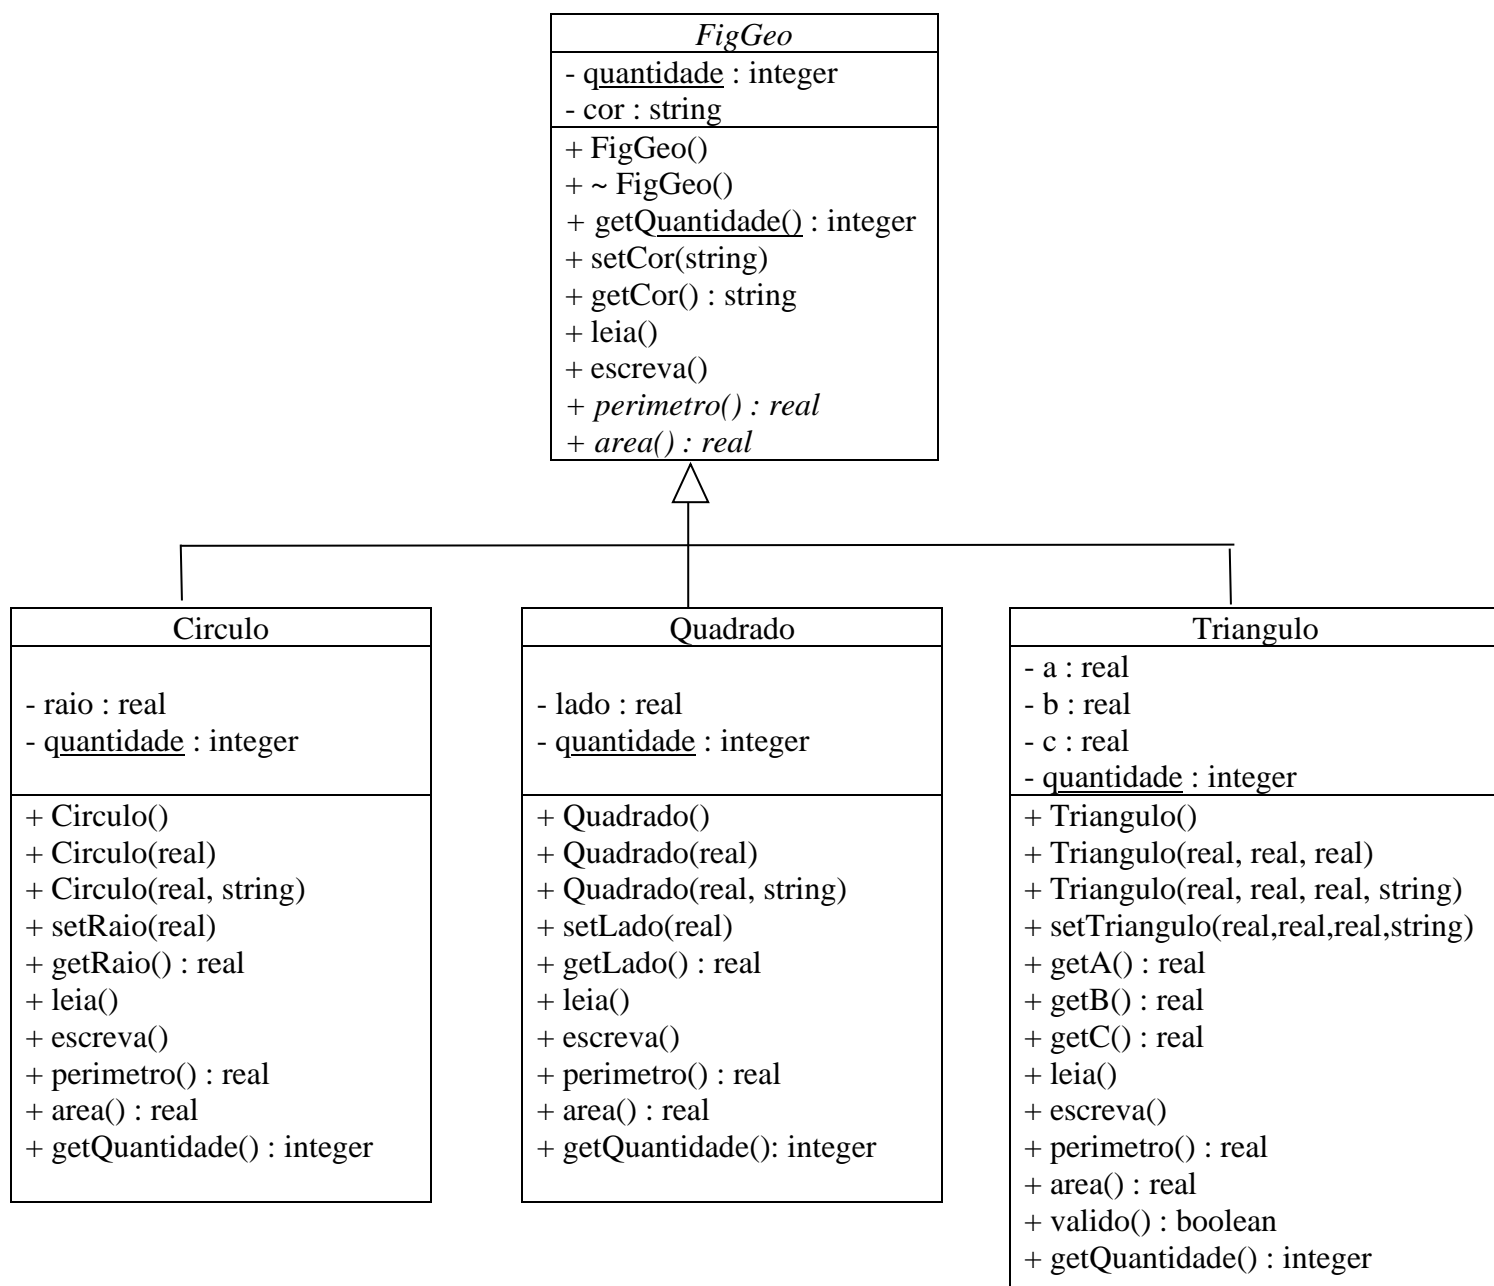 FigGeo
- quantidade : integer
- cor : string
+ FigGeo()
+ ~ FigGeo()
+ getQuantidade() : integer
+ setCor(string)
+ getCor() : string
+ leia()
+ escreva()
+ perimetro() : real
+ area() : real
Circulo
- raio : real
- quantidade : integer
+ Circulo()
+ Circulo(real)
+ Circulo(real, string)
+ setRaio(real)
+ getRaio() : real
+ leia()
+ escreva()
+ perimetro() : real
+ area() : real
+ getQuantidade() : integer
Quadrado
- lado : real
- quantidade : integer
+ Quadrado()
+ Quadrado(real)
+ Quadrado(real, string)
+ setLado(real)
+ getLado() : real
+ leia()
+ escreva()
+ perimetro() : real
+ area() : real
+ getQuantidade(): integer
Triangulo
- a : real
- b : real
- c : real
- quantidade : integer
+ Triangulo()
+ Triangulo(real, real, real)
+ Triangulo(real, real, real, string)
+ setTriangulo(real,real,real,string)
+ getA() : real
+ getB() : real
+ getC() : real
+ leia()
+ escreva()
+ perimetro() : real
+ area() : real
+ valido() : boolean
+ getQuantidade() : integer